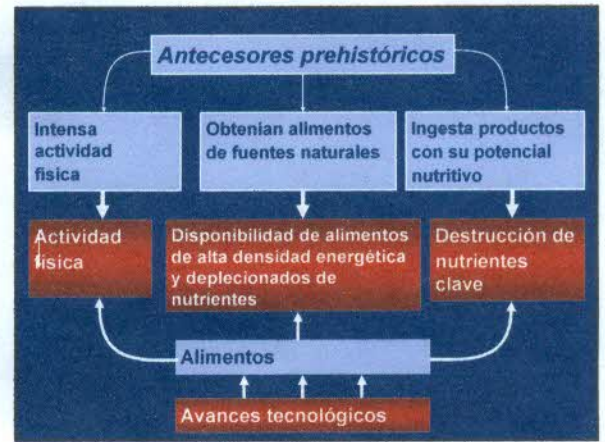 Antecesores prehistóricos
Intensa
actividad
física
Obtenían alimentos
de fuentes naturales
Ingesta productos
con su potencial
nutritivo
Actividad
física
Disponibilidad de alimentos
de alta densidad energética
y deplecionados de
nutrientes
Destrucción de
nutrientes
clave
Alimentos
Avances tecnológicos